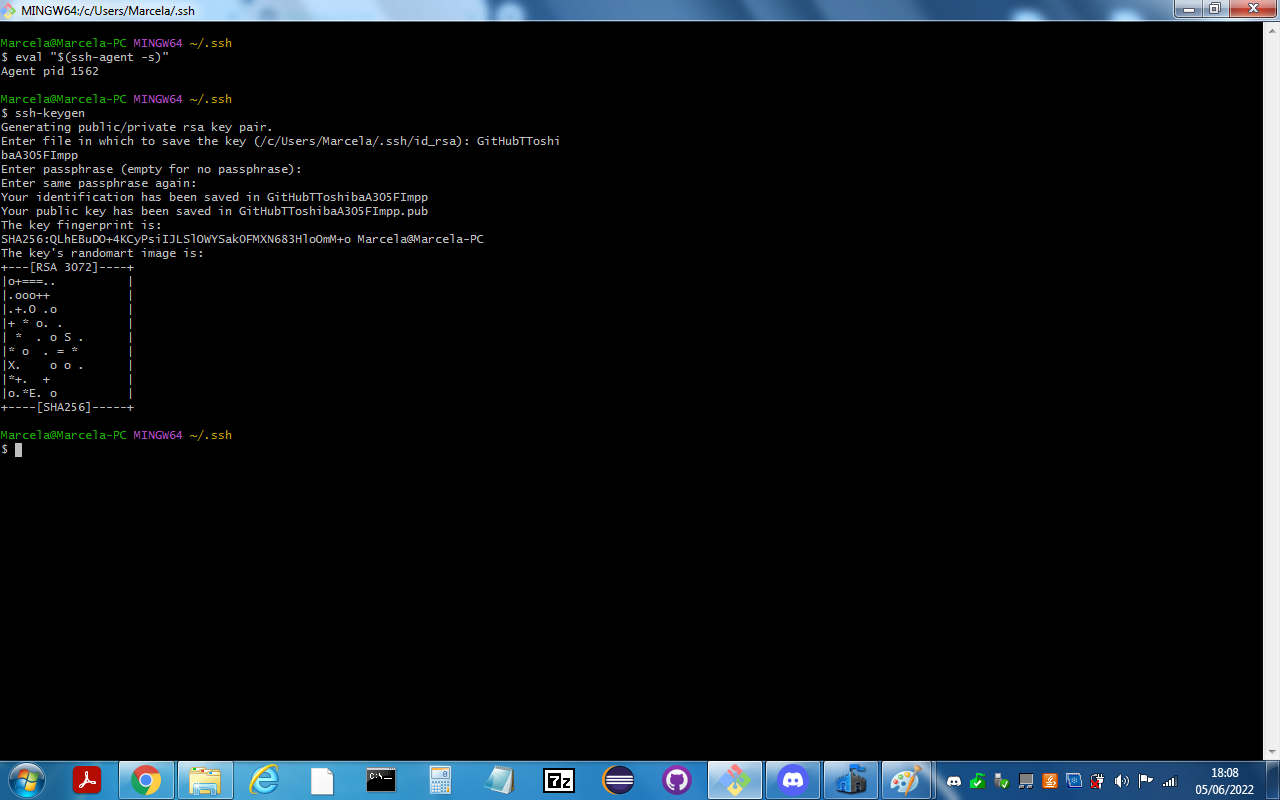 MINGW64:/c/Users/Marcela/.ssh
Marcela@Marcela-PC MINGW64 ~/.ssh
$ eval "$(ssh-agent -s)"
Agent pid 1562
Marcela@Marcela-PC MINGW64 ~/.ssh
$ ssh-keygen
Generating public/private rsa key pair.
Enter file in which to save the key (/c/Users/Marcela/.ssh/id_rsa): GitHubTToshi
baA305FImpp
Enter passphrase (empty for no passphrase):
Enter same passphrase again:
Your identification has been saved in GitHubTToshibaA305FImpp
Your public key has been saved in GitHubTToshibaA305FImpp.pub
The key fingerprint is:
SHA256:QLhEBuDO+4KCyPsiIJLSlOWYSakOFMXN683HloOmM+o Marcela@Marcela-PC
The key's randomart image is:
+---[RSA 3072]----+
|o+===..          |
|.ooo++           |
|.+.O .o          |
|+ * o. .         |
| *  . o S .      |
|* o  . = *       |
|X.    o o .      |
|*+.  +           |
|o.*E. o          |
+----[SHA256]-----+
Marcela@Marcela-PC MINGW64 ~/.ssh
$
C:\_
7z
18:08
05/06/2022